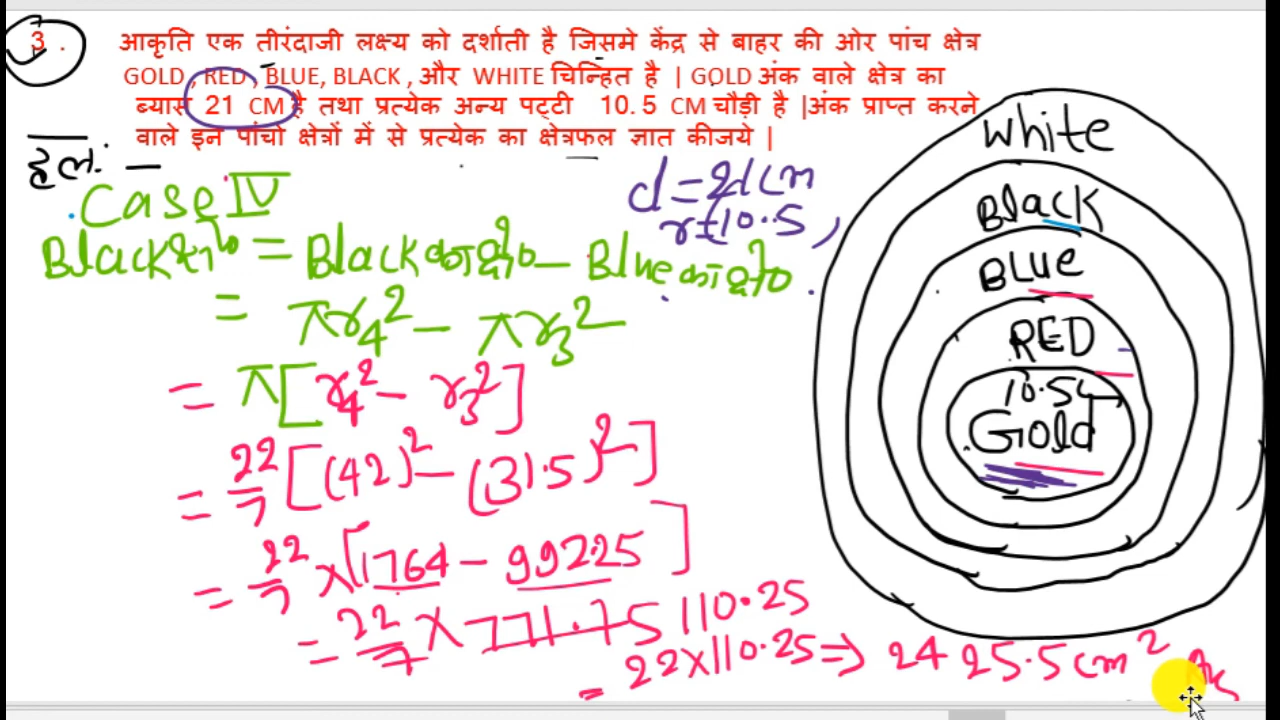 3 .
आकृति एक तीरंदाजी लक्ष्य को दर्शाती है जिसमे केंद्र से बाहर की ओर पांच क्षेत्र
GOLD , RED , BLUE, BLACK , और WHITE चिन्हित है | GOLD अंक वाले क्षेत्र का
ब्यास 21 CM है तथा प्रत्येक अन्य पट्टी 10.5 CM चौड़ी है |अंक प्राप्त करने
वाले इन पांचो क्षेत्रों में से प्रत्येक का क्षेत्रफल ज्ञात कीजये |
हल: –
d = 21 cm
r = 10.5
Case IV
Black क्षे० = Black का क्षे० – Blue का क्षे०
= πr₄² – πr₃²
= π[r₄² – r₃²]
= 22/7 [(42)² – (31.5)²]
= 22/7 × [1764 – 992.25]
= 22/7 × 771.75 110.25
= 22×110.25 ⇒ 2425.5 cm²
White
Black
BLUE
RED
10.5
Gold